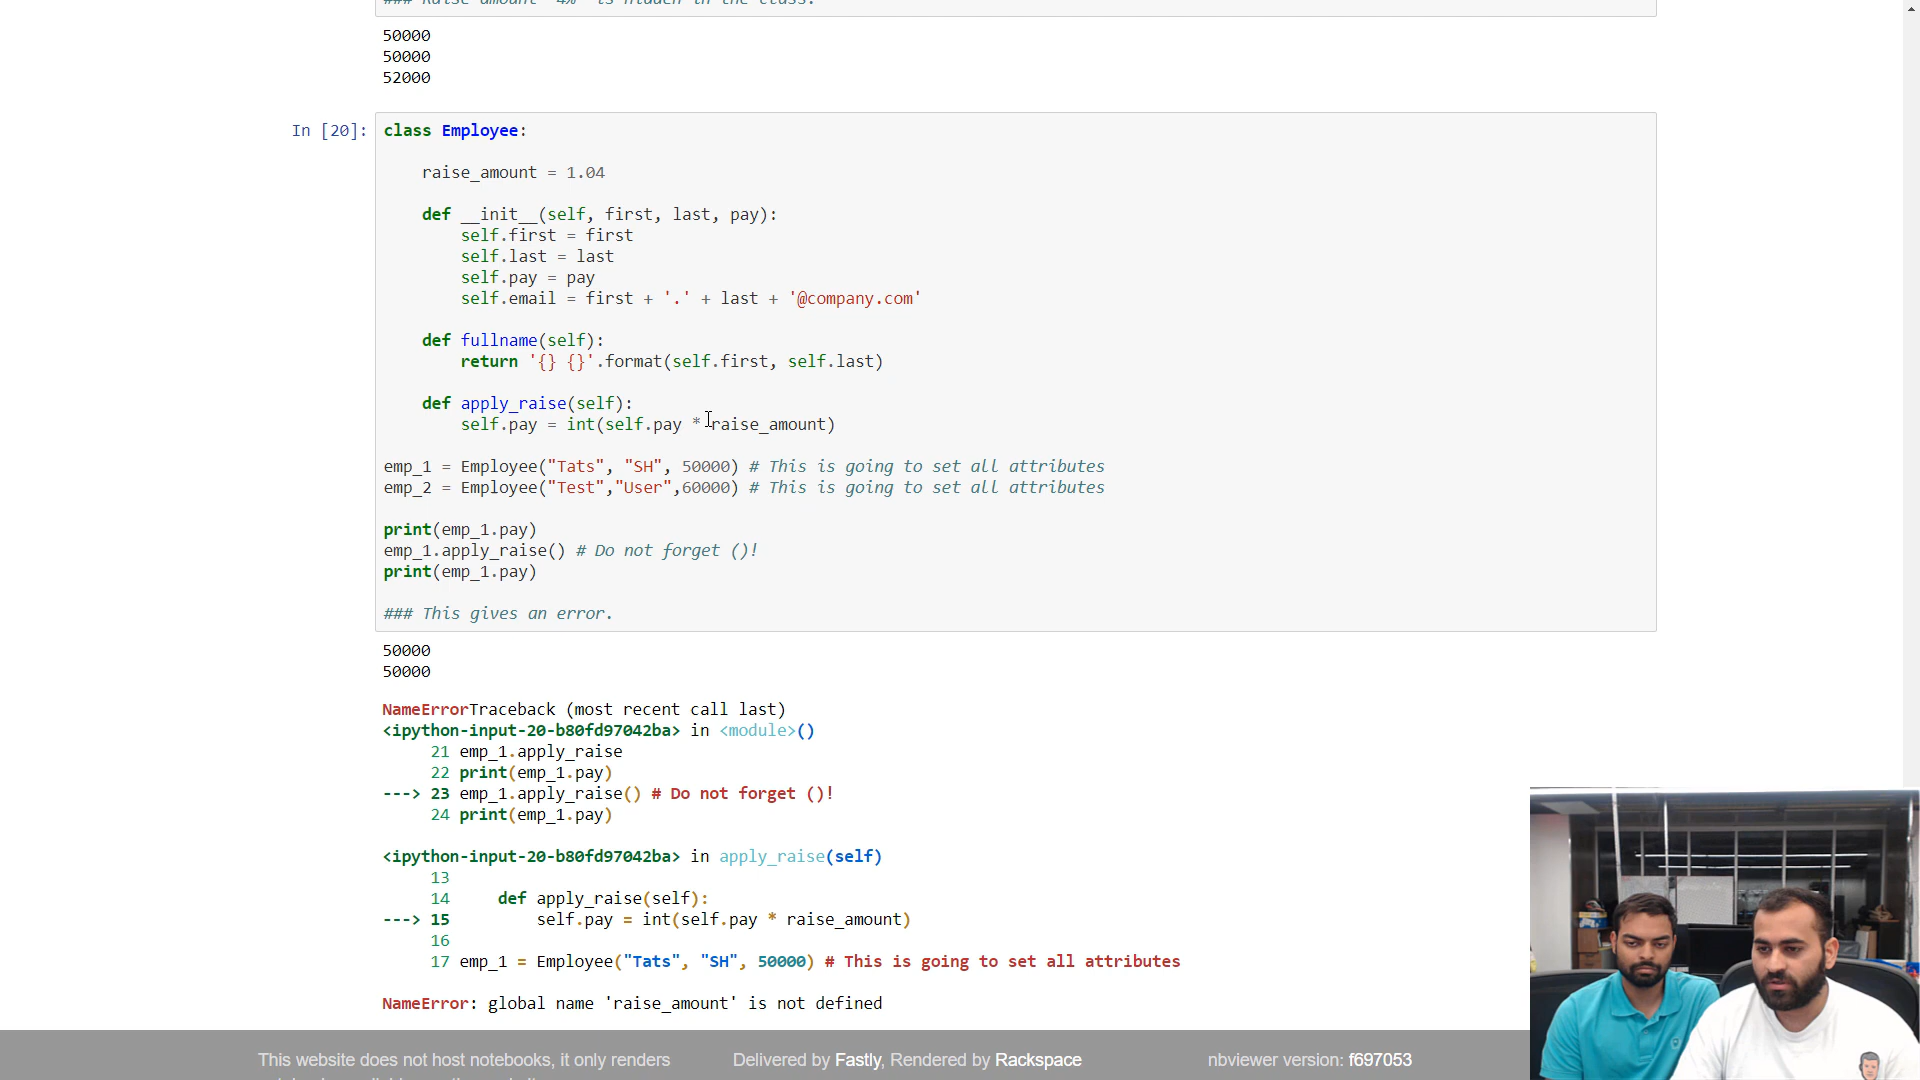 ### Raise amount "4%" is hidden in the class.
50000
50000
52000
In [20]:
class Employee:
raise_amount = 1.04
def __init__(self, first, last, pay):
self.first = first
self.last = last
self.pay = pay
self.email = first + '.' + last + '@company.com'
def fullname(self):
return '{} {}'.format(self.first, self.last)
def apply_raise(self):
self.pay = int(self.pay * raise_amount)
emp_1 = Employee("Tats", "SH", 50000) # This is going to set all attributes
emp_2 = Employee("Test","User",60000) # This is going to set all attributes
print(emp_1.pay)
emp_1.apply_raise() # Do not forget ()!
print(emp_1.pay)
### This gives an error.
50000
50000
NameErrorTraceback (most recent call last)
<ipython-input-20-b80fd97042ba> in <module>()
21 emp_1.apply_raise
22 print(emp_1.pay)
---> 23 emp_1.apply_raise() # Do not forget ()!
24 print(emp_1.pay)
<ipython-input-20-b80fd97042ba> in apply_raise(self)
13
14 def apply_raise(self):
---> 15 self.pay = int(self.pay * raise_amount)
16
17 emp_1 = Employee("Tats", "SH", 50000) # This is going to set all attributes
NameError: global name 'raise_amount' is not defined
This website does not host notebooks, it only renders
Delivered by Fastly, Rendered by Rackspace
nbviewer version: f697053